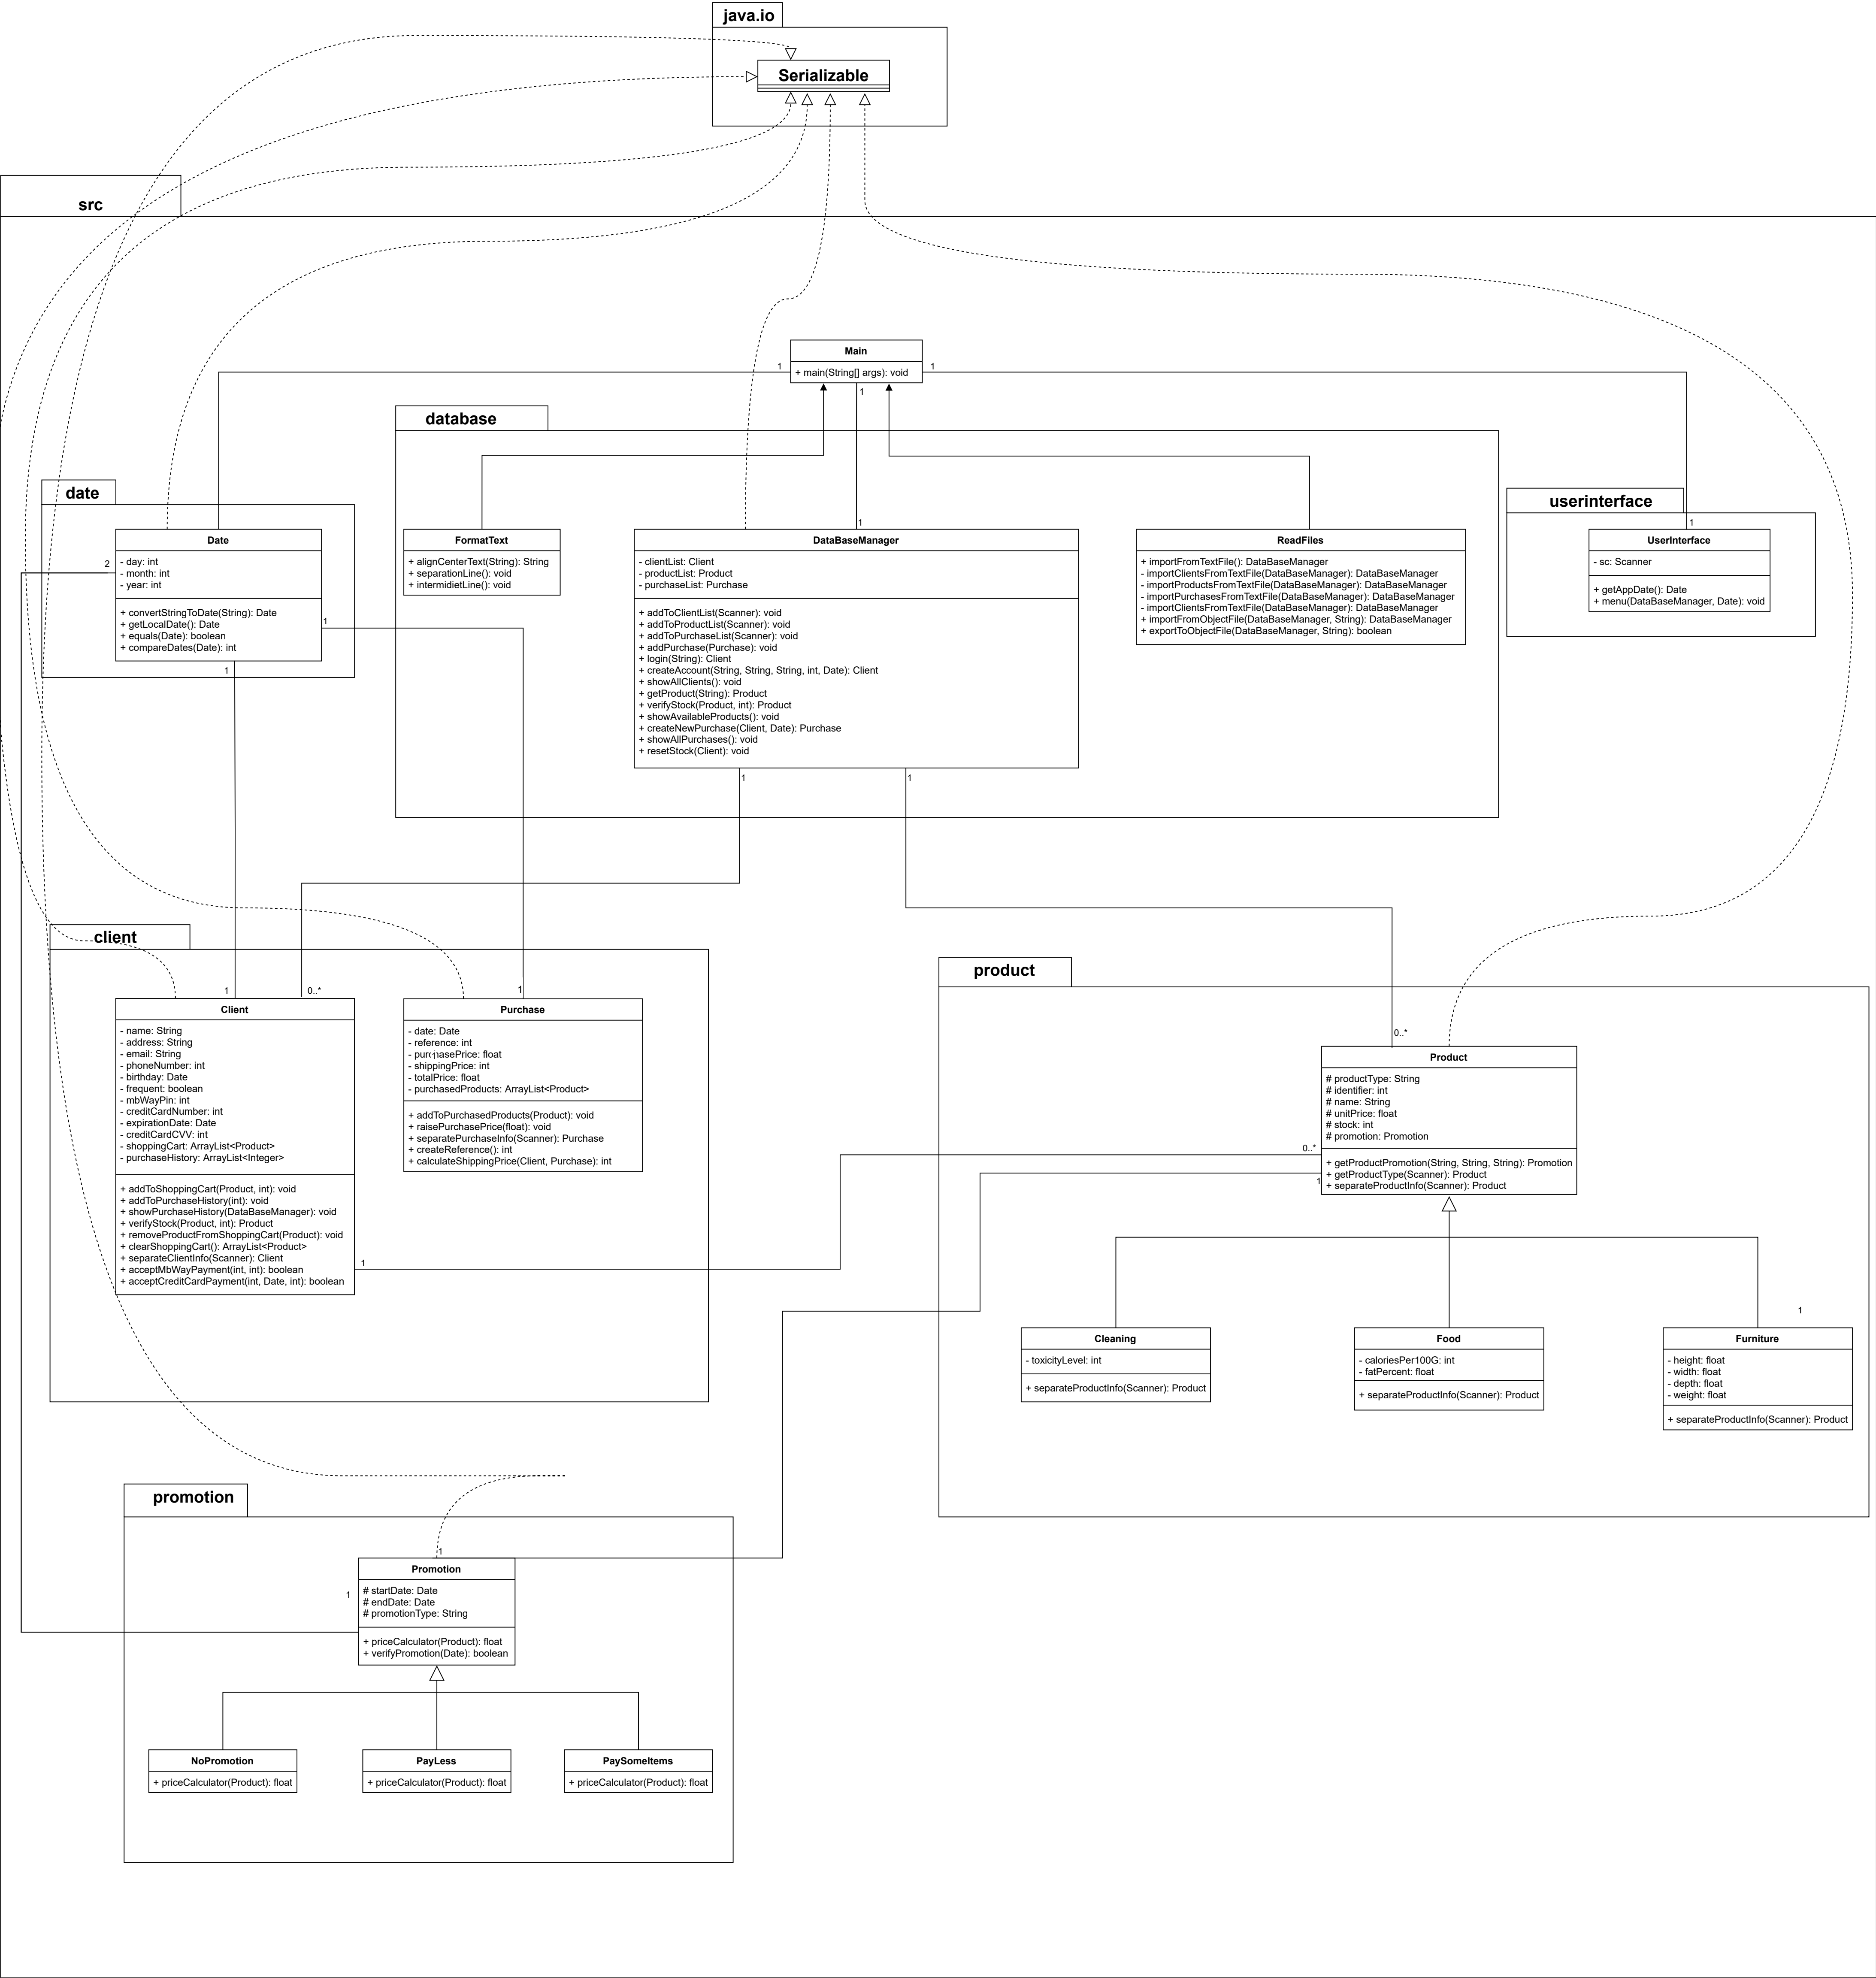 java.io
Serializable
src
Main
+ main(String[] args): void
1
1
1
database
date
userinterface
Date
- day: int
- month: int
- year: int
+ convertStringToDate(String): Date
+ getLocalDate(): Date
+ equals(Date): boolean
+ compareDates(Date): int
2
1
1
FormatText
+ alignCenterText(String): String
+ separationLine(): void
+ intermidietLine(): void
1
DataBaseManager
- clientList: Client
- productList: Product
- purchaseList: Purchase
+ addToClientList(Scanner): void
+ addToProductList(Scanner): void
+ addToPurchaseList(Scanner): void
+ addPurchase(Purchase): void
+ login(String): Client
+ createAccount(String, String, String, int, Date): Client
+ showAllClients(): void
+ getProduct(String): Product
+ verifyStock(Product, int): Product
+ showAvailableProducts(): void
+ createNewPurchase(Client, Date): Purchase
+ showAllPurchases(): void
+ resetStock(Client): void
1
1
ReadFiles
+ importFromTextFile(): DataBaseManager
- importClientsFromTextFile(DataBaseManager): DataBaseManager
- importProductsFromTextFile(DataBaseManager): DataBaseManager
- importPurchasesFromTextFile(DataBaseManager): DataBaseManager
- importClientsFromTextFile(DataBaseManager): DataBaseManager
+ importFromObjectFile(DataBaseManager, String): DataBaseManager
+ exportToObjectFile(DataBaseManager, String): boolean
1
UserInterface
- sc: Scanner
+ getAppDate(): Date
+ menu(DataBaseManager, Date): void
client
1
0..*
Client
- name: String
- address: String
- email: String
- phoneNumber: int
- birthday: Date
- frequent: boolean
- mbWayPin: int
- creditCardNumber: int
- expirationDate: Date
- creditCardCVV: int
- shoppingCart: ArrayList<Product>
- purchaseHistory: ArrayList<Integer>
+ addToShoppingCart(Product, int): void
+ addToPurchaseHistory(int): void
+ showPurchaseHistory(DataBaseManager): void
+ verifyStock(Product, int): Product
+ removeProductFromShoppingCart(Product): void
+ clearShoppingCart(): ArrayList<Product>
+ separateClientInfo(Scanner): Client
+ acceptMbWayPayment(int, int): boolean
+ acceptCreditCardPayment(int, Date, int): boolean
1
1
Purchase
- date: Date
- reference: int
1
- purchasePrice: float
- shippingPrice: int
- totalPrice: float
- purchasedProducts: ArrayList<Product>
+ addToPurchasedProducts(Product): void
+ raisePurchasePrice(float): void
+ separatePurchaseInfo(Scanner): Purchase
+ createReference(): int
+ calculateShippingPrice(Client, Purchase): int
product
0..*
Product
# productType: String
# identifier: int
# name: String
# unitPrice: float
# stock: int
# promotion: Promotion
+ getProductPromotion(String, String, String): Promotion
+ getProductType(Scanner): Product
+ separateProductInfo(Scanner): Product
0..*
1
1
Cleaning
- toxicityLevel: int
+ separateProductInfo(Scanner): Product
Food
- caloriesPer100G: int
- fatPercent: float
+ separateProductInfo(Scanner): Product
Furniture
- height: float
- width: float
- depth: float
- weight: float
+ separateProductInfo(Scanner): Product
promotion
1
1
Promotion
# startDate: Date
# endDate: Date
# promotionType: String
+ priceCalculator(Product): float
+ verifyPromotion(Date): boolean
NoPromotion
+ priceCalculator(Product): float
PayLess
+ priceCalculator(Product): float
PaySomeItems
+ priceCalculator(Product): float